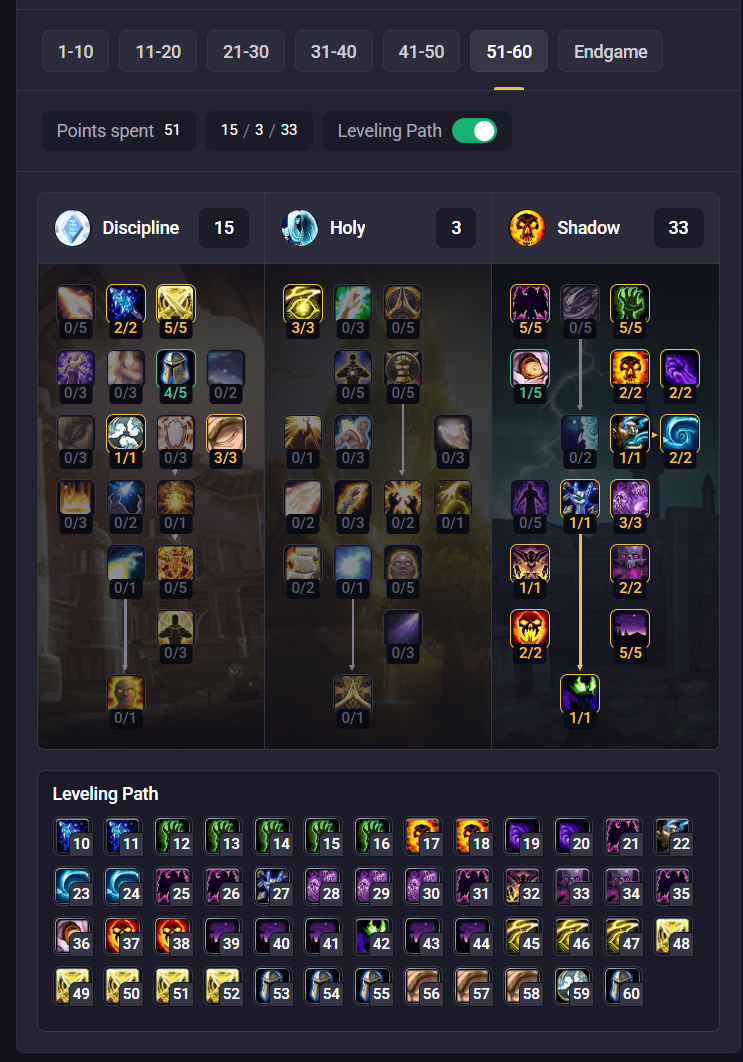 1-10 11-20 21-30 31-40 41-50 51-60 Endgame
Points spent 51 15 / 3 / 33 Leveling Path
Discipline 15 Holy 3 Shadow 33
0/5 2/2 5/5 3/3 0/3 0/5 5/5 0/5 5/5
0/3 0/3 4/5 0/2 0/5 0/5 1/5 2/2 2/2
0/3 1/1 0/3 3/3 0/1 0/3 0/3 0/2 1/1 2/2
0/3 0/2 0/1 0/2 0/3 0/2 0/1 0/5 1/1 3/3
0/1 0/5 0/2 0/1 0/5 1/1 2/2
0/3 0/3 2/2 5/5
0/1 0/1 1/1
Leveling Path
10 11 12 13 14 15 16 17 18 19 20 21 22
23 24 25 26 27 28 29 30 31 32 33 34 35
36 37 38 39 40 41 42 43 44 45 46 47 48
49 50 51 52 53 54 55 56 57 58 59 60